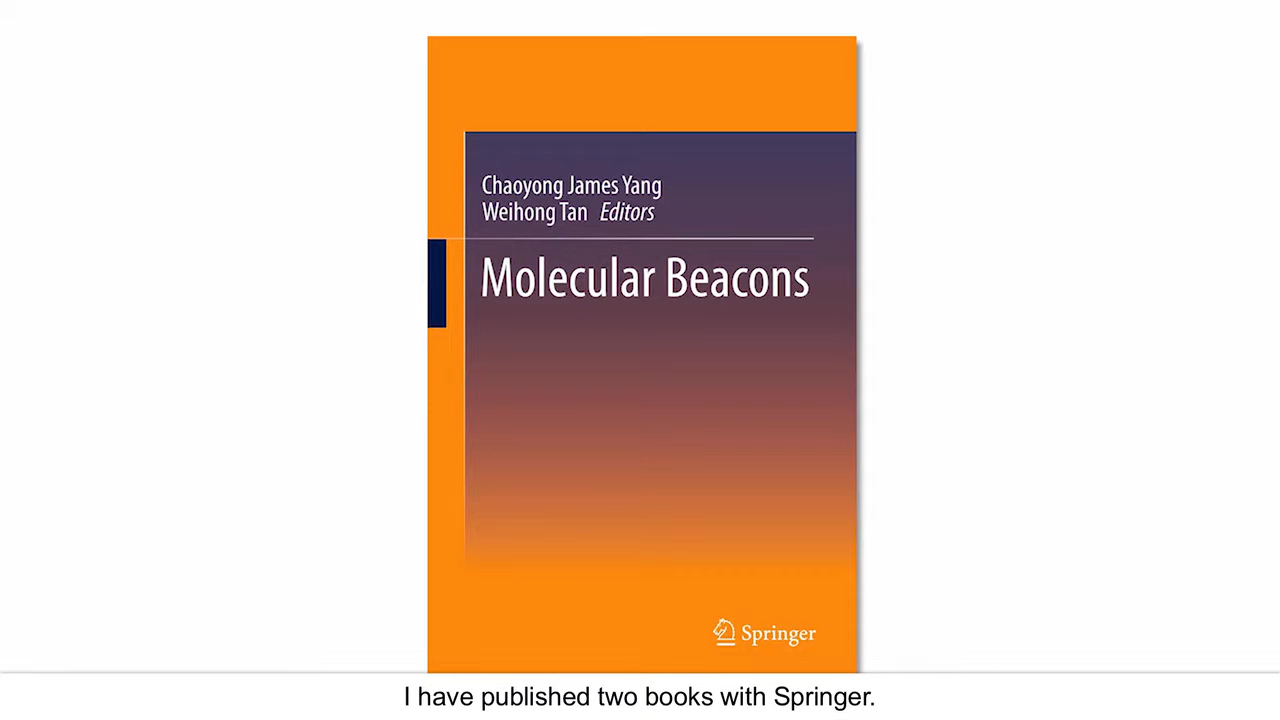 Chaoyong James Yang
Weihong Tan Editors
Molecular Beacons
Springer
I have published two books with Springer.